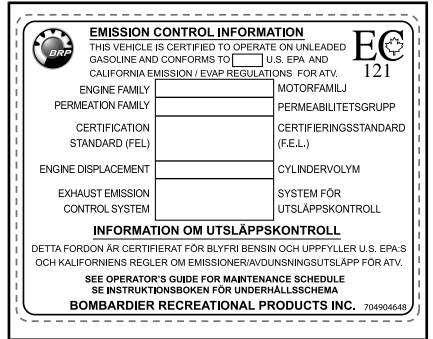 EMISSION CONTROL INFORMATION
THIS VEHICLE IS CERTIFIED TO OPERATE ON UNLEADED
GASOLINE AND CONFORMS TO U.S. EPA AND
CALIFORNIA EMISSION / EVAP REGULATIONS FOR ATV.
BRP
EC
121
ENGINE FAMILY MOTORFAMILJ
PERMEATION FAMILY PERMEABILITETSGRUPP
CERTIFICATION CERTIFIERINGSSTANDARD
STANDARD (FEL) (F.E.L.)
ENGINE DISPLACEMENT CYLINDERVOLYM
EXHAUST EMISSION SYSTEM FÖR
CONTROL SYSTEM UTSLÄPPSKONTROLL
INFORMATION OM UTSLÄPPSKONTROLL
DETTA FORDON ÄR CERTIFIERAT FÖR BLYFRI BENSIN OCH UPPFYLLER U.S. EPA:S
OCH KALIFORNIENS REGLER OM EMISSIONER/AVDUNSNINGSUTSLÄPP FÖR ATV.
SEE OPERATOR'S GUIDE FOR MAINTENANCE SCHEDULE
SE INSTRUKTIONSBOKEN FÖR UNDERHÅLLSSCHEMA
BOMBARDIER RECREATIONAL PRODUCTS INC. 704904648